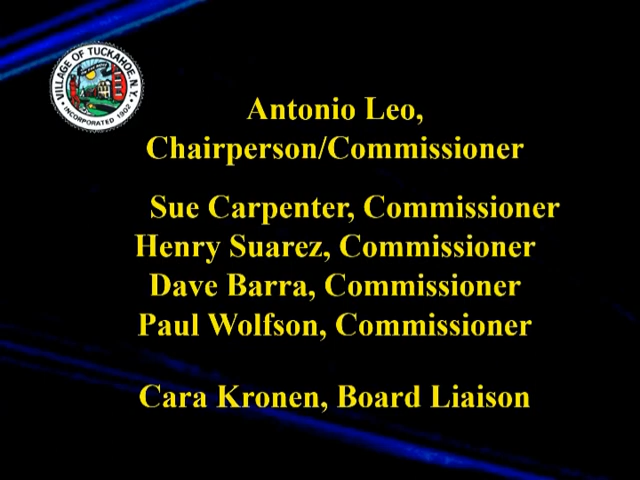 VILLAGE OF TUCKAHOE, N.Y.
INCORPORATED 1902
Antonio Leo,
Chairperson/Commissioner
Sue Carpenter, Commissioner
Henry Suarez, Commissioner
Dave Barra, Commissioner
Paul Wolfson, Commissioner
Cara Kronen, Board Liaison